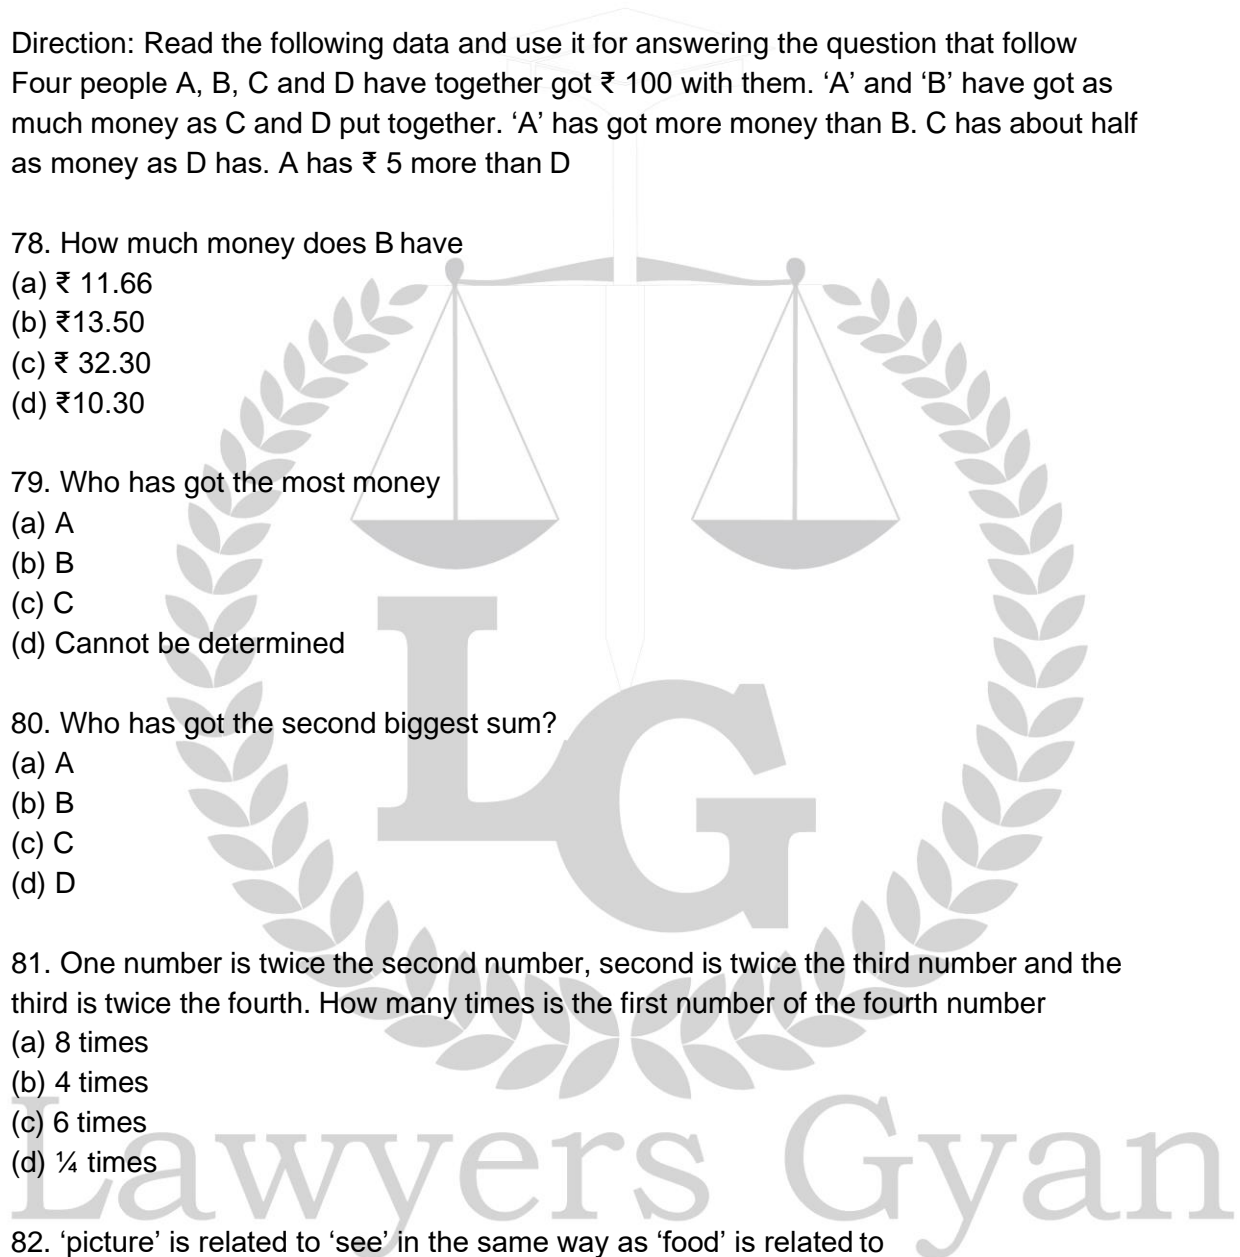 Direction: Read the following data and use it for answering the question that follow
Four people A, B, C and D have together got ₹ 100 with them. ‘A’ and ‘B’ have got as
much money as C and D put together. ‘A’ has got more money than B. C has about half
as money as D has. A has ₹ 5 more than D
78. How much money does B have
(a) ₹ 11.66
(b) ₹13.50
(c) ₹ 32.30
(d) ₹10.30
79. Who has got the most money
(a) A
(b) B
(c) C
(d) Cannot be determined
80. Who has got the second biggest sum?
(a) A
(b) B
(c) C
(d) D
81. One number is twice the second number, second is twice the third number and the
third is twice the fourth. How many times is the first number of the fourth number
(a) 8 times
(b) 4 times
(c) 6 times
(d) ¼ times
82. ‘picture’ is related to ‘see’ in the same way as ‘food’ is related to
LG
Lawyers Gyan